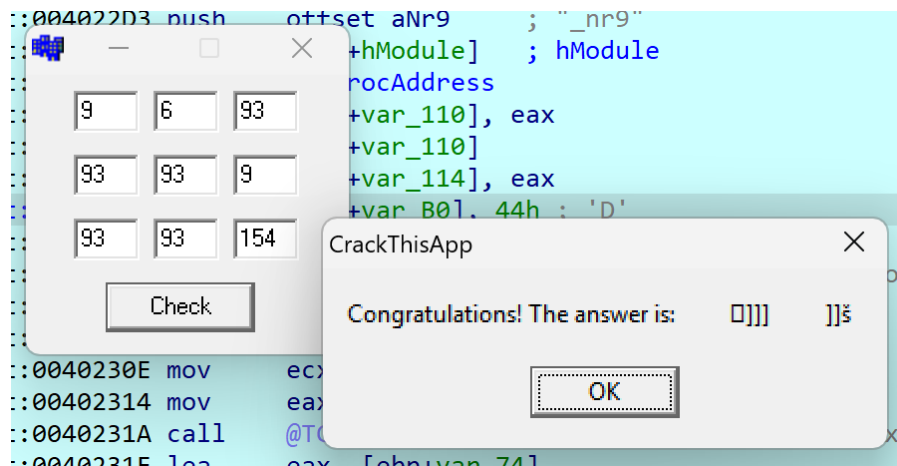 :004022D3 push offset aNr9 ; "_nr9"
+hModule] ; hModule
rocAddress
+var_110], eax
+var_110]
+var_114], eax
+var_B0], 44h ; 'D'
9 6 93
93 93 9
93 93 154
Check
CrackThisApp
Congratulations! The answer is: □]]] ]]š
OK
:0040230E mov ec
:00402314 mov ea
:0040231A call @TC
:0040231F lea eax, [ebp+var_74]